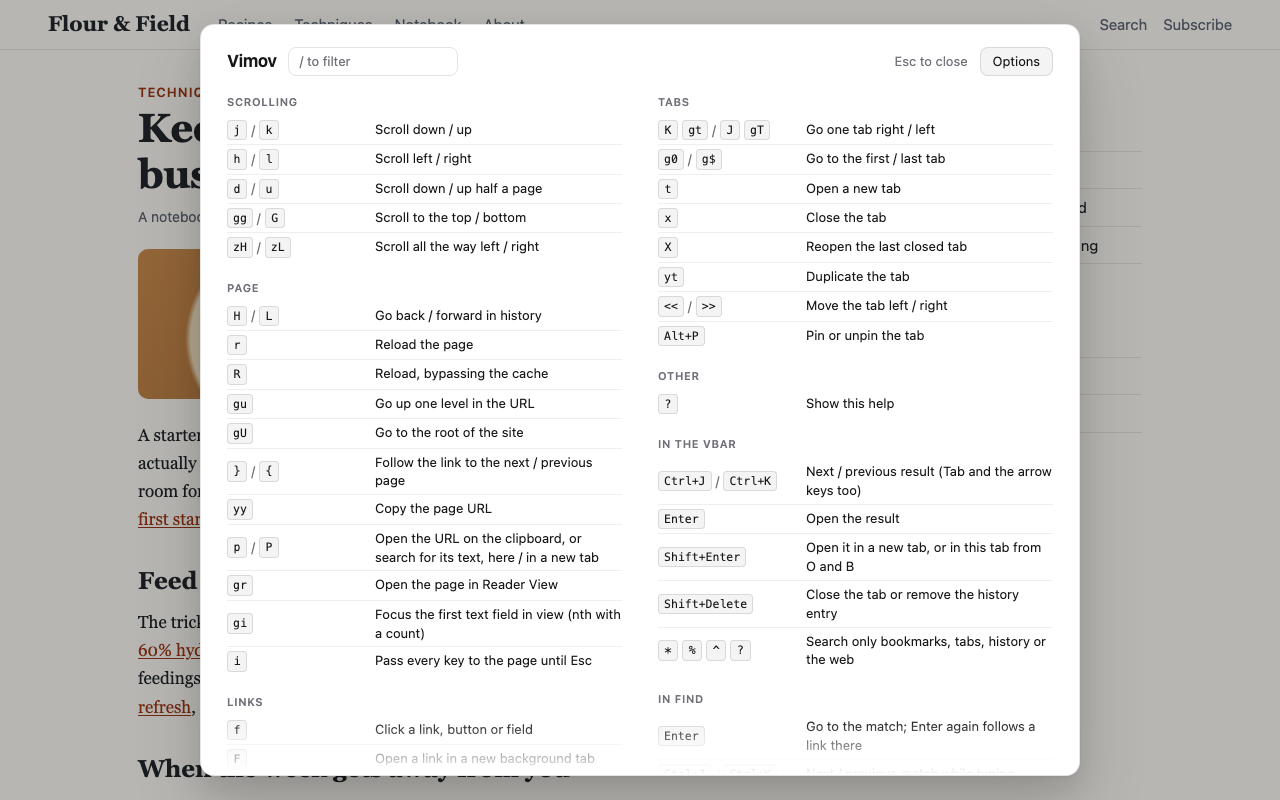 Flour & Field
Search Subscribe
Vimov
/ to filter
Esc to close
Options
SCROLLING
j / k Scroll down / up
h / l Scroll left / right
d / u Scroll down / up half a page
gg / G Scroll to the top / bottom
zH / zL Scroll all the way left / right
PAGE
H / L Go back / forward in history
r Reload the page
R Reload, bypassing the cache
gu Go up one level in the URL
gU Go to the root of the site
} / { Follow the link to the next / previous
page
yy Copy the page URL
p / P Open the URL on the clipboard, or
search for its text, here / in a new tab
gr Open the page in Reader View
gi Focus the first text field in view (nth with
a count)
i Pass every key to the page until Esc
LINKS
f Click a link, button or field
F Open a link in a new background tab
TABS
K gt / J gT Go one tab right / left
g0 / g$ Go to the first / last tab
t Open a new tab
x Close the tab
X Reopen the last closed tab
yt Duplicate the tab
<< / >> Move the tab left / right
Alt+P Pin or unpin the tab
OTHER
? Show this help
IN THE VBAR
Ctrl+J / Ctrl+K Next / previous result (Tab and the arrow
keys too)
Enter Open the result
Shift+Enter Open it in a new tab, or in this tab from
O and B
Shift+Delete Close the tab or remove the history
entry
* % ^ ? Search only bookmarks, tabs, history or
the web
IN FIND
Enter Go to the match; Enter again follows a
link there
A starter
actually
room for
first
Feed
The
60%
feedings
refresh,
When